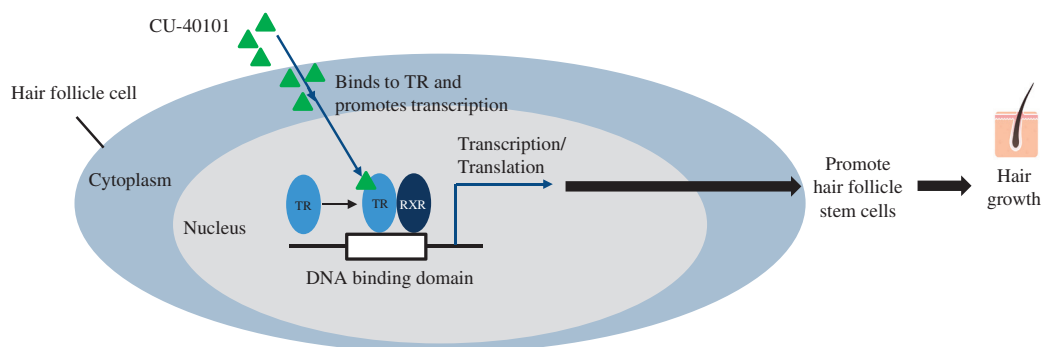 CU-40101
Hair follicle cell
Binds to TR and
promotes transcription
Cytoplasm
Transcription/
Translation
TR
TR
RXR
Nucleus
DNA binding domain
Promote
hair follicle
stem cells
Hair
growth